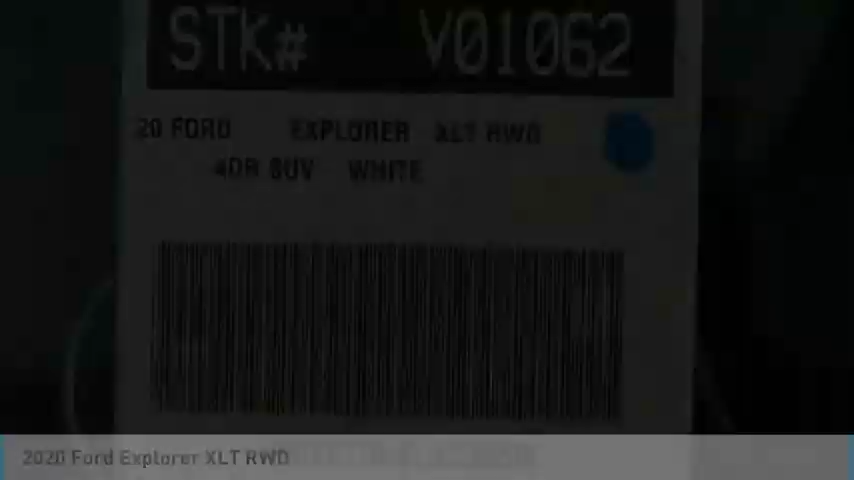 STK# V01062
20 FORD EXPLORER XLT RWD
4DR SUV WHITE
2020 Ford Explorer XLT RWD